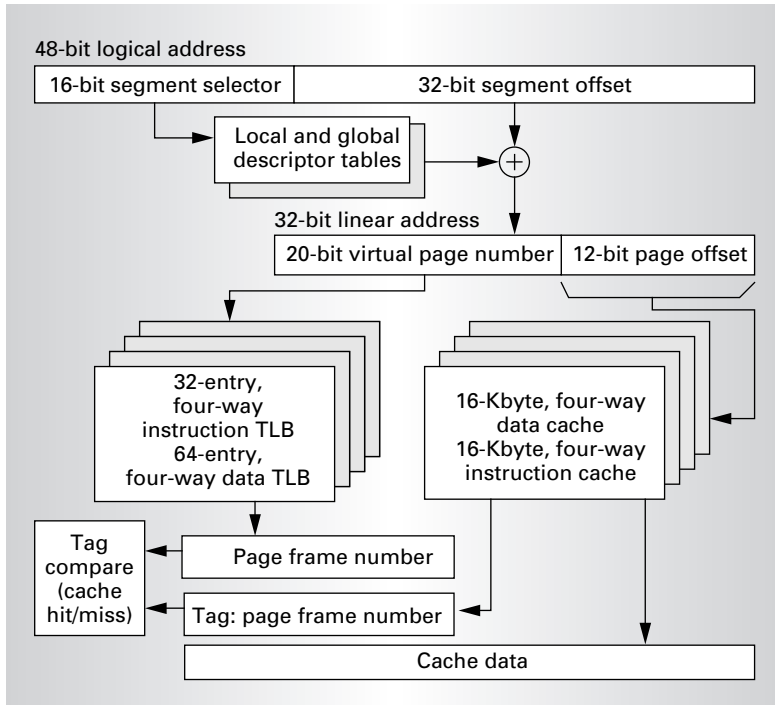 48-bit logical address
16-bit segment selector
32-bit segment offset
Local and global
descriptor tables
+
32-bit linear address
20-bit virtual page number
12-bit page offset
32-entry,
four-way
instruction TLB
64-entry,
four-way data TLB
16-Kbyte, four-way
data cache
16-Kbyte, four-way
instruction cache
Tag
compare
(cache
hit/miss)
Page frame number
Tag: page frame number
Cache data